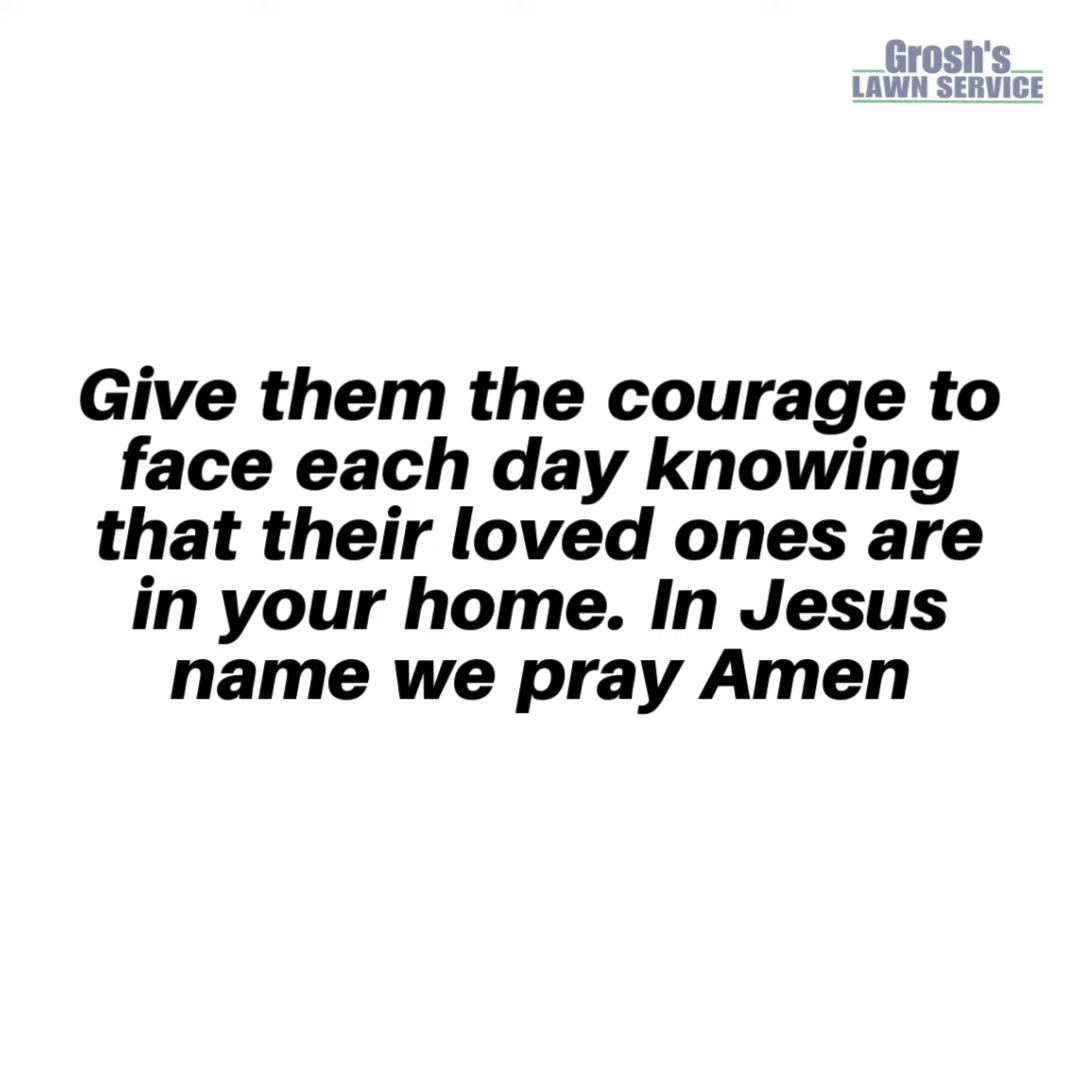 Grosh's
LAWN SERVICE
Give them the courage to
face each day knowing
that their loved ones are
in your home. In Jesus
name we pray Amen